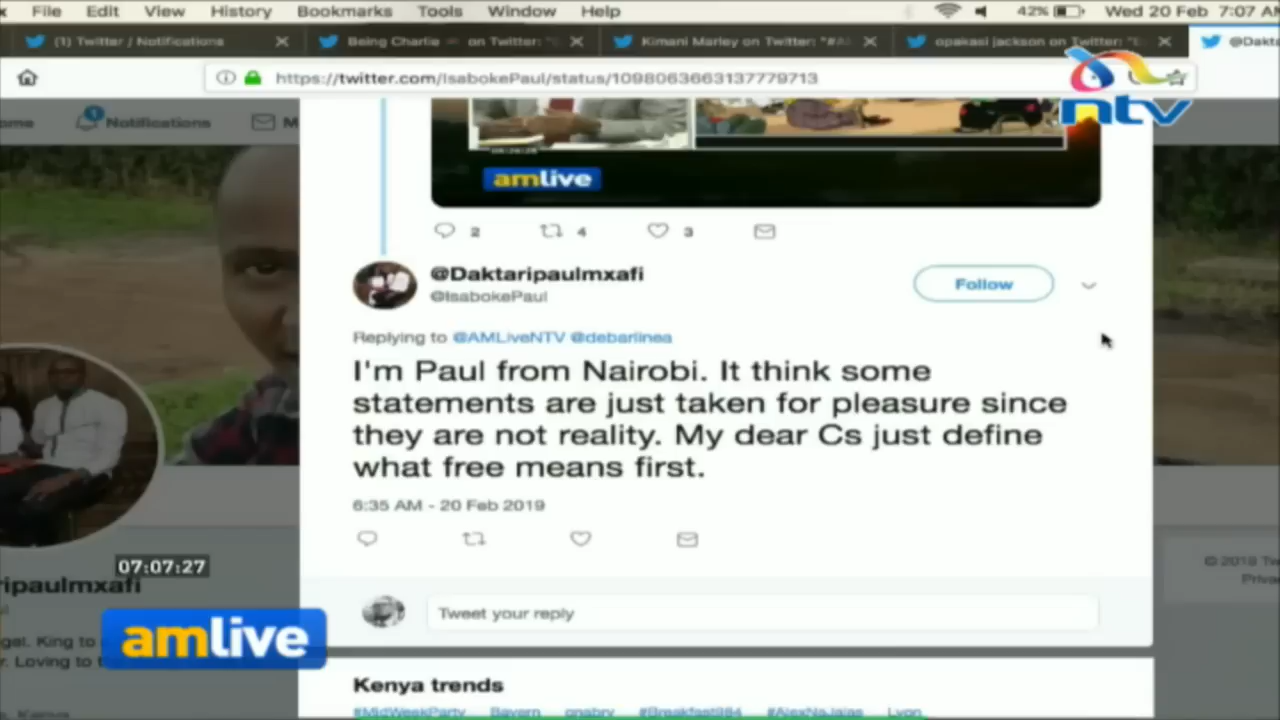 File Edit View History Bookmarks Tools Window Help 42% Wed 20 Feb 7:07 AM
(1) Twitter / Notifications Being Charlie on Twitter: Kimani Marley on Twitter: opakasi jackson on Twitter: @Dakta
https://twitter.com/IsabokePaul/status/1098063663137779713
ntv
Notifications M
amlive
2 4 3
@Daktaripaulmxafi
@IsabokePaul
Follow
Replying to @AMLiveNTV @debarlinea
I'm Paul from Nairobi. It think some
statements are just taken for pleasure since
they are not reality. My dear Cs just define
what free means first.
6:35 AM - 20 Feb 2019
07:07:27
ripaulmxafi
Tweet your reply
amlive
King to
Loving to
Kenya trends
#MidWeekParty Bayern gnabry #Breakfast984 #AlexNaJalas Lyon